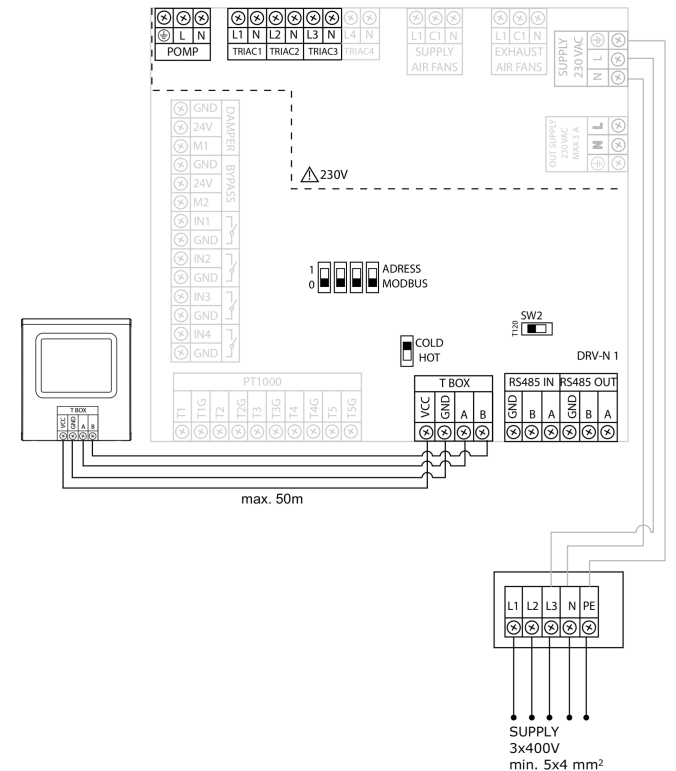 L N
POMP
L1 N L2 N L3 N L4 N
TRIAC1 TRIAC2 TRIAC3 TRIAC4
L1 C1 N
SUPPLY
AIR FANS
L1 C1 N
EXHAUST
AIR FANS
SUPPLY
230 VAC
L
N
OUT SUPPLY
230 VAC
MAX 3 A
L
N
GND
24V
M1
DAMPER
GND
24V
M2
BYPASS
IN1
GND
IN2
GND
IN3
GND
IN4
GND
230V
1
0
ADRESS
MODBUS
SW2
T120
COLD
HOT
DRV-N 1
PT1000
T1 T1G T2 T2G T3 T3G T4 T4G T5 T5G
T BOX
VCC GND A B
RS485 IN RS485 OUT
GND B A GND B A
T BOX
VCC GND A B
max. 50m
L1 L2 L3 N PE
SUPPLY
3x400V
min. 5x4 mm²